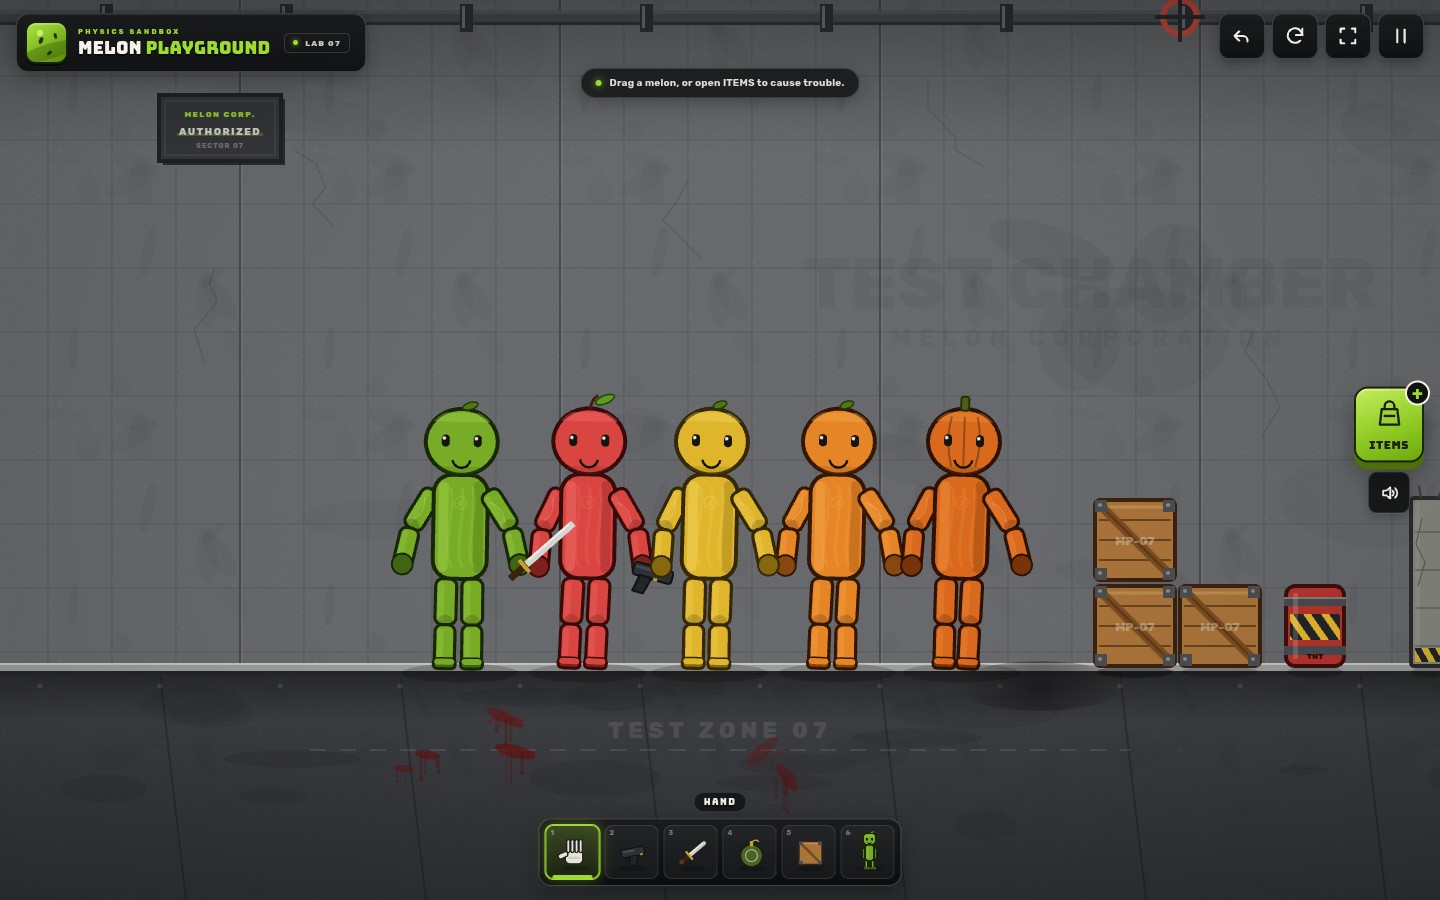 PHYSICS SANDBOX
MELON PLAYGROUND
LAB 07
Drag a melon, or open ITEMS to cause trouble.
MELON CORP.
AUTHORIZED
SECTOR 07
TEST CHAMBER
MELON CORPORATION
ITEMS
MP-07
MP-07
MP-07
TNT
TEST ZONE 07
HAND
1
2
3
4
5
6